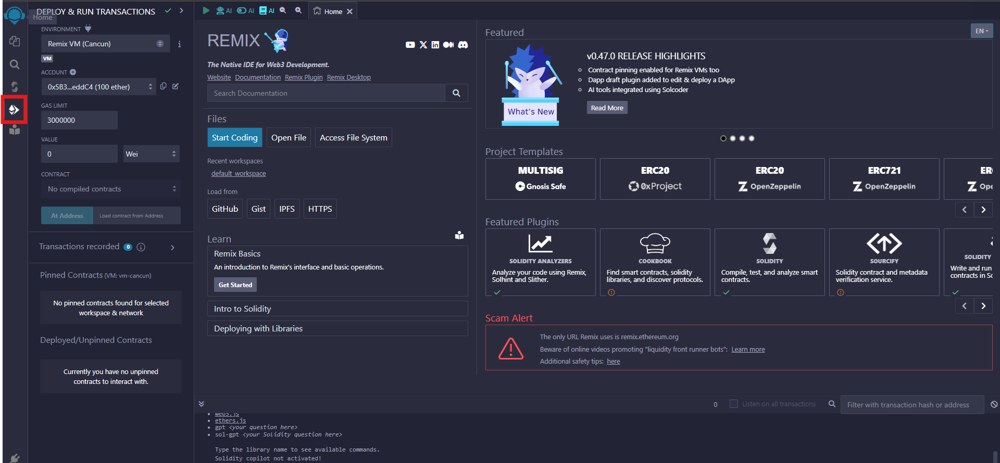 DEPLOY & RUN TRANSACTIONS
Home
ENVIRONMENT
Remix VM (Cancun)
VM
ACCOUNT
0x5B3...eddC4 (100 ether)
GAS LIMIT
3000000
VALUE
0
Wei
CONTRACT
No compiled contracts
At Address
Load contract from Address
Transactions recorded 0
Pinned Contracts (VM: vm-cancun)
No pinned contracts found for selected
workspace & network
Deployed/Unpinned Contracts
Currently you have no unpinned
contracts to interact with.
AI AI AI
Home
REMIX
The Native IDE for Web3 Development.
Website Documentation Remix Plugin Remix Desktop
Search Documentation
Files
Start Coding Open File Access File System
Recent workspaces
default_workspace
Load from
GitHub Gist IPFS HTTPS
Learn
Remix Basics
An introduction to Remix's interface and basic operations.
Get Started
Intro to Solidity
Deploying with Libraries
Featured
EN
What's New
v0.47.0 RELEASE HIGHLIGHTS
Contract pinning enabled for Remix VMs too
Dapp draft plugin added to edit & deploy a DApp
AI tools integrated using Solcoder
Read More
Project Templates
MULTISIG
Gnosis Safe
ERC20
0xProject
ERC20
OpenZeppelin
ERC721
OpenZeppelin
ER
Ope
Featured Plugins
SOLIDITY ANALYZERS
Analyze your code using Remix,
Solhint and Slither.
COOKBOOK
Find smart contracts, solidity
libraries, and discover protocols.
SOLIDITY
Compile, test, and analyze smart
contracts.
SOURCIFY
Solidity contract and metadata
verification service.
SOLIDITY
Write and run
contracts in Sc
Scam Alert
The only URL Remix uses is remix.ethereum.org
Beware of online videos promoting "liquidity front runner bots": Learn more
Additional safety tips: here
0
Listen on all transactions
Filter with transaction hash or address
web3.js
ethers.js
gpt <your question here>
sol-gpt <your Solidity question here>
Type the library name to see available commands.
Solidity copilot not activated!